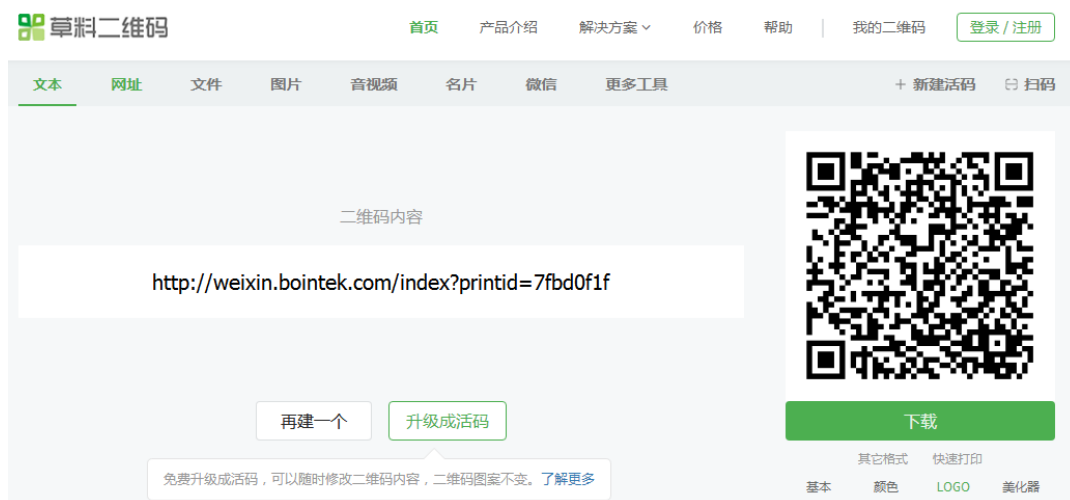 草料二维码
首页 产品介绍 解决方案 价格 帮助 我的二维码 登录 / 注册
文本 网址 文件 图片 音视频 名片 微信 更多工具 + 新建活码 扫码
二维码内容
http://weixin.bointek.com/index?printid=7fbd0f1f
再建一个 升级成活码 下载
免费升级成活码，可以随时修改二维码内容，二维码图案不变。了解更多
其它格式 快速打印
基本 颜色 LOGO 美化器